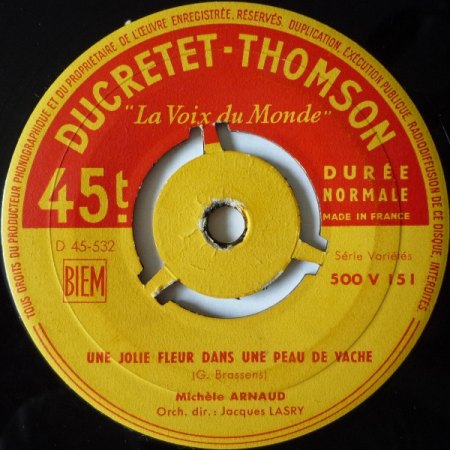 TOUS DROITS DU PRODUCTEUR PHONOGRAPHIQUE ET DU PROPRIÉTAIRE DE L'ŒUVRE ENREGISTRÉE, RÉSERVÉS. DUPLICATION, EXÉCUTION PUBLIQUE, RADIODIFFUSION DE CE DISQUE, INTERDITES.
DUCRETET-THOMSON
"La Voix du Monde"
45t.
DURÉE
NORMALE
MADE IN FRANCE
D 45-532
BIEM
Série Variétés
500 V 151
UNE JOLIE FLEUR DANS UNE PEAU DE VACHE
(G. Brassens)
Michèle ARNAUD
Orch. dir. : Jacques LASRY